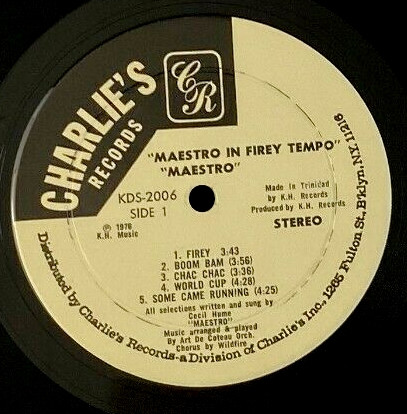 CHARLIE'S
RECORDS
CR
"MAESTRO IN FIREY TEMPO"
"MAESTRO"
KDS-2006
SIDE 1
Made in Trinidad
by K.H. Records
Produced by K.H. Records
STEREO
℗ 1978
K.H. Music
1. FIREY 3:43
2. BOOM BAM (3:56)
3. CHAC CHAC (3:36)
4. WORLD CUP (4:28)
5. SOME CAME RUNNING (4:25)
All selections written and sung by
Cecil Hume
"MAESTRO"
Music arranged & played
By Art De Coteau Orch.
Chorus by Wildfire
Distributed by Charlie's Records-a Division of Charlie's Inc. 1265 Fulton St., B'klyn, N.Y. 11216